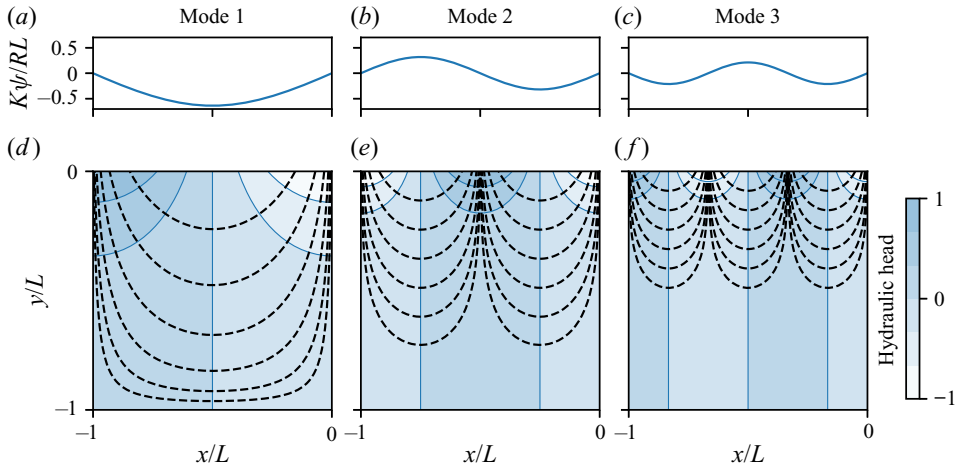 (a) Mode 1 (b) Mode 2 (c) Mode 3
Kψ/RL
0.5
0
−0.5
(d) (e) (f)
0
y/L
−1
−1 0 −1 0 −1 0
x/L x/L x/L
Hydraulic head
1
0
−1